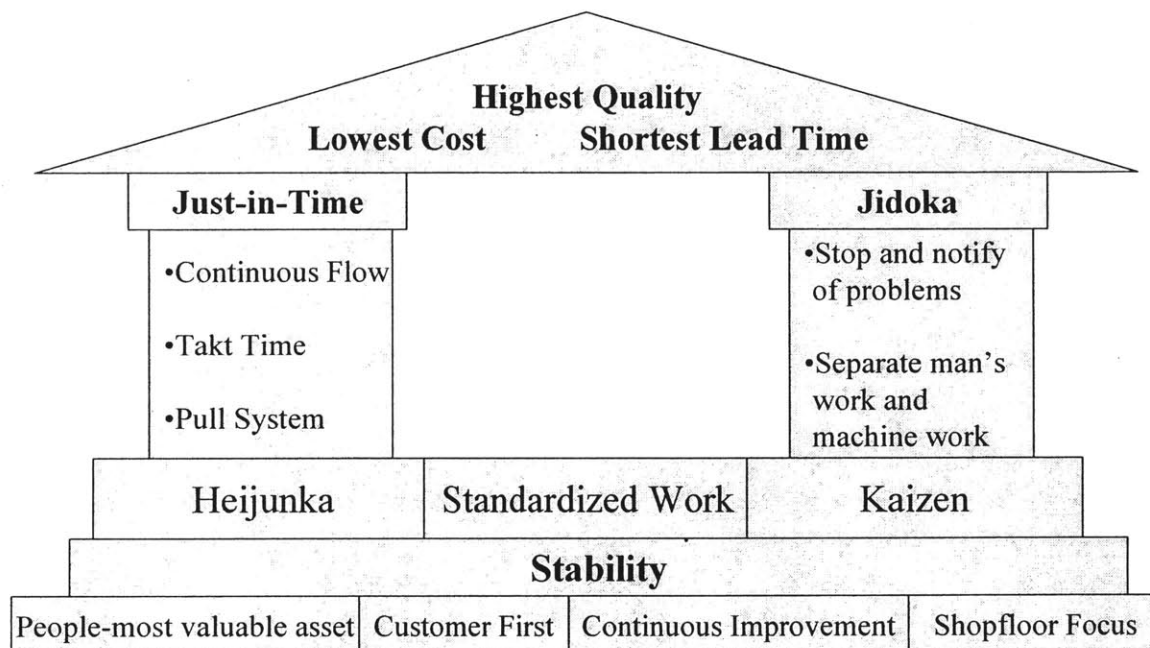 Highest Quality
Lowest Cost Shortest Lead Time
Just-in-Time
•Continuous Flow
•Takt Time
•Pull System
Jidoka
•Stop and notify
of problems
•Separate man's
work and
machine work
Heijunka
Standardized Work
Kaizen
Stability
People-most valuable asset
Customer First
Continuous Improvement
Shopfloor Focus